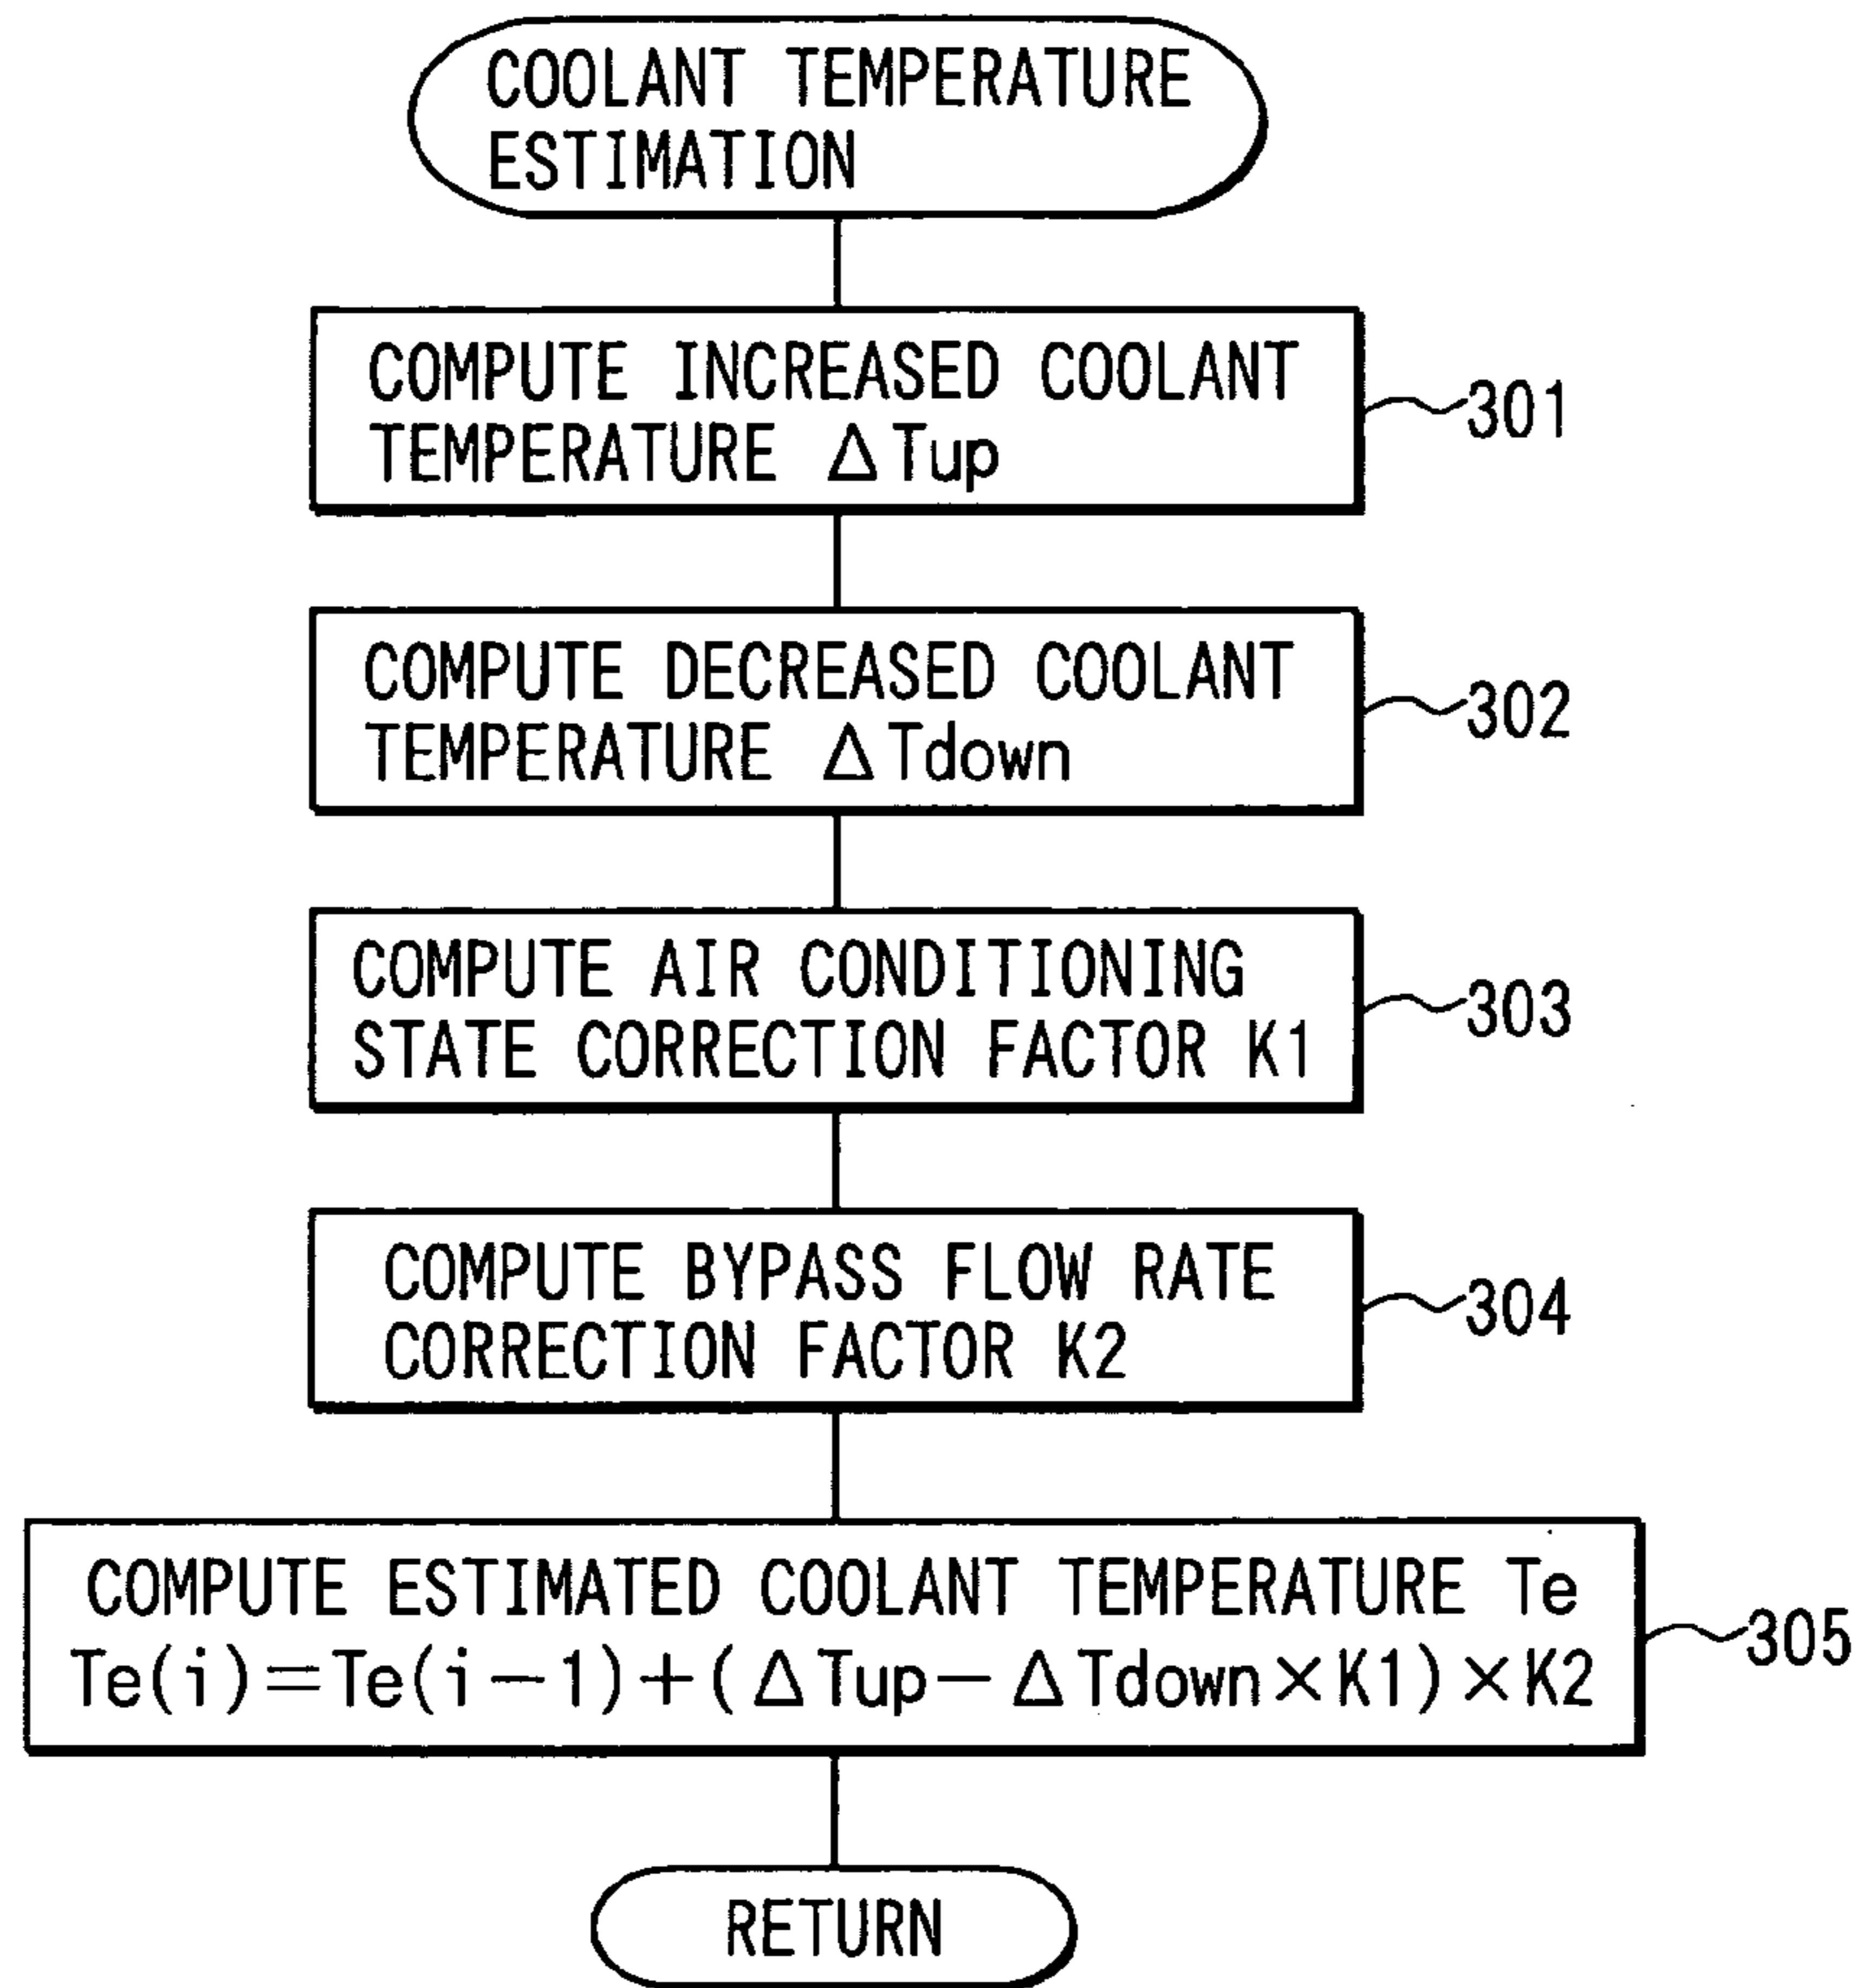 COOLANT TEMPERATURE
ESTIMATION
COMPUTE INCREASED COOLANT
TEMPERATURE ΔTup
301
COMPUTE DECREASED COOLANT
TEMPERATURE ΔTdown
302
COMPUTE AIR CONDITIONING
STATE CORRECTION FACTOR K1
303
COMPUTE BYPASS FLOW RATE
CORRECTION FACTOR K2
304
COMPUTE ESTIMATED COOLANT TEMPERATURE Te
Te(i)=Te(i-1)+(ΔTup-ΔTdown×K1)×K2
305
RETURN